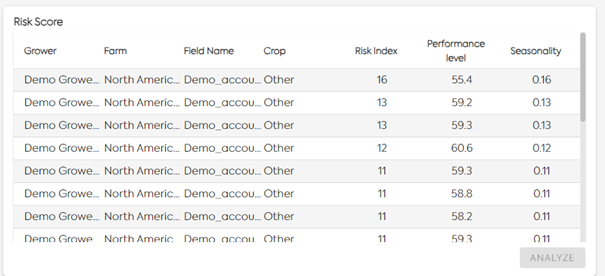 Risk Score
Grower Farm Field Name Crop Risk Index Performance level Seasonality
Demo Growe... North Americ... Demo_accou... Other 16 55.4 0.16
Demo Growe... North Americ... Demo_accou... Other 13 59.2 0.13
Demo Growe... North Americ... Demo_accou... Other 13 59.3 0.13
Demo Growe... North Americ... Demo_accou... Other 12 60.6 0.12
Demo Growe... North Americ... Demo_accou... Other 11 59.3 0.11
Demo Growe... North Americ... Demo_accou... Other 11 58.8 0.11
Demo Growe... North Americ... Demo_accou... Other 11 58.2 0.11
Demo Growe... North Americ... Demo_accou... Other 11 59.3 0.11
ANALYZE